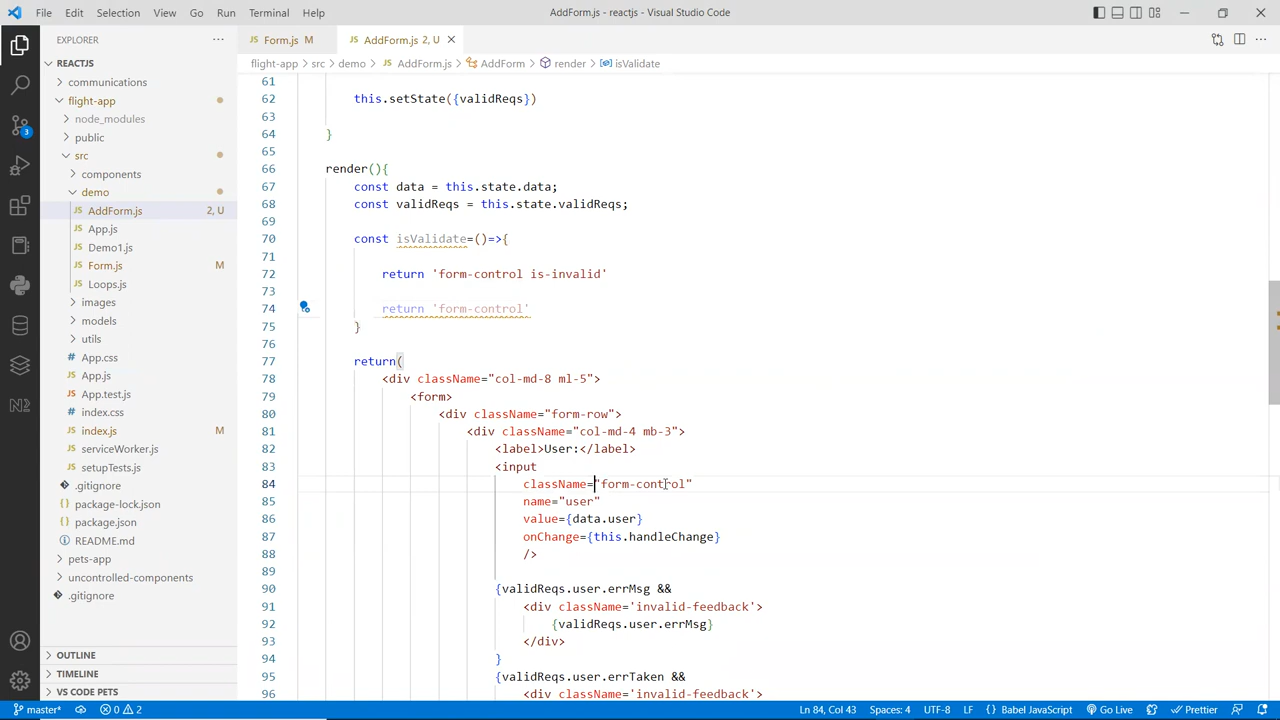 File Edit Selection View Go Run Terminal Help AddForm.js - reactjs - Visual Studio Code
EXPLORER
REACTJS
communications
flight-app
node_modules
public
src
components
demo
AddForm.js 2, U
App.js
Demo1.js
Form.js M
Loops.js
images
models
utils
App.css
App.js
App.test.js
index.css
index.js M
serviceWorker.js
setupTests.js
.gitignore
package-lock.json
package.json
README.md
pets-app
uncontrolled-components
.gitignore
OUTLINE
TIMELINE
VS CODE PETS
3
Form.js M AddForm.js 2, U
flight-app > src > demo > AddForm.js > AddForm > render > isValidate
61
62 this.setState({validReqs})
63
64 }
65
66 render(){
67 const data = this.state.data;
68 const validReqs = this.state.validReqs;
69
70 const isValidate=()=>{
71
72 return 'form-control is-invalid'
73
74 return 'form-control'
75 }
76
77 return(
78 <div className="col-md-8 ml-5">
79 <form>
80 <div className="form-row">
81 <div className="col-md-4 mb-3">
82 <label>User:</label>
83 <input
84 className="form-control"
85 name="user"
86 value={data.user}
87 onChange={this.handleChange}
88 />
89
90 {validReqs.user.errMsg &&
91 <div className='invalid-feedback'>
92 {validReqs.user.errMsg}
93 </div>
94 }
95 {validReqs.user.errTaken &&
96 <div className='invalid-feedback'>
master* 0 2 Ln 84, Col 43 Spaces: 4 UTF-8 LF Babel JavaScript Go Live Prettier